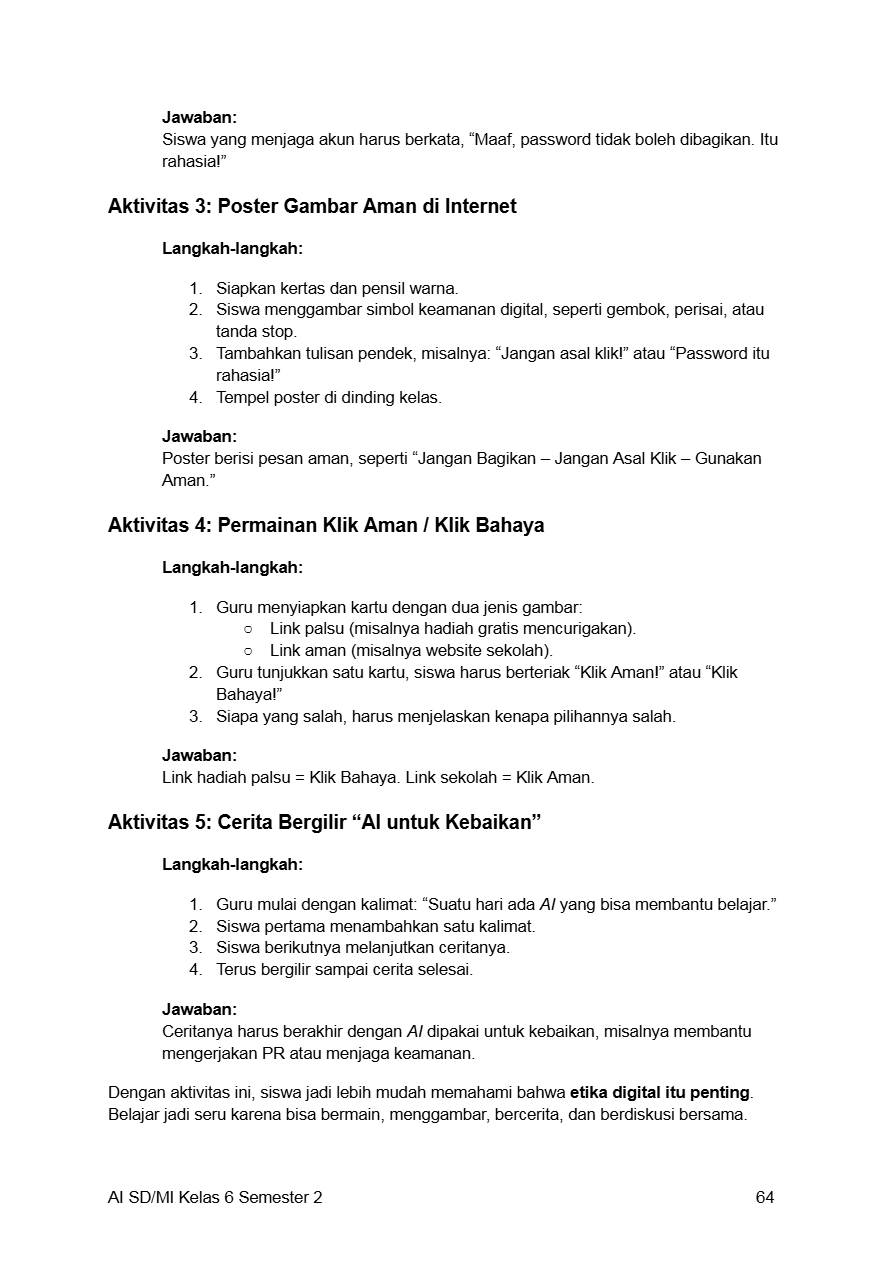 Jawaban:
Siswa yang menjaga akun harus berkata, “Maaf, password tidak boleh dibagikan. Itu
rahasia!”
Aktivitas 3: Poster Gambar Aman di Internet
Langkah-langkah:
1. Siapkan kertas dan pensil warna.
2. Siswa menggambar simbol keamanan digital, seperti gembok, perisai, atau
tanda stop.
3. Tambahkan tulisan pendek, misalnya: “Jangan asal klik!” atau “Password itu
rahasia!”
4. Tempel poster di dinding kelas.
Jawaban:
Poster berisi pesan aman, seperti “Jangan Bagikan – Jangan Asal Klik – Gunakan
Aman.”
Aktivitas 4: Permainan Klik Aman / Klik Bahaya
Langkah-langkah:
1. Guru menyiapkan kartu dengan dua jenis gambar:
○ Link palsu (misalnya hadiah gratis mencurigakan).
○ Link aman (misalnya website sekolah).
2. Guru tunjukkan satu kartu, siswa harus berteriak “Klik Aman!” atau “Klik
Bahaya!”
3. Siapa yang salah, harus menjelaskan kenapa pilihannya salah.
Jawaban:
Link hadiah palsu = Klik Bahaya. Link sekolah = Klik Aman.
Aktivitas 5: Cerita Bergilir “AI untuk Kebaikan”
Langkah-langkah:
1. Guru mulai dengan kalimat: “Suatu hari ada AI yang bisa membantu belajar.”
2. Siswa pertama menambahkan satu kalimat.
3. Siswa berikutnya melanjutkan ceritanya.
4. Terus bergilir sampai cerita selesai.
Jawaban:
Ceritanya harus berakhir dengan AI dipakai untuk kebaikan, misalnya membantu
mengerjakan PR atau menjaga keamanan.
Dengan aktivitas ini, siswa jadi lebih mudah memahami bahwa etika digital itu penting.
Belajar jadi seru karena bisa bermain, menggambar, bercerita, dan berdiskusi bersama.
AI SD/MI Kelas 6 Semester 2 64